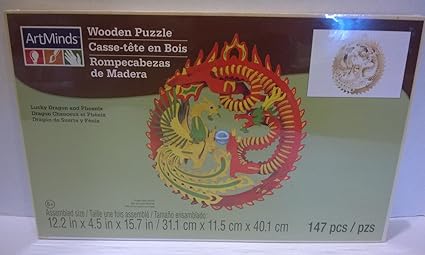 ArtMinds
Wooden Puzzle
Casse-tête en Bois
Rompecabezas
de Madera
Lucky Dragon and Phoenix
Dragon Chanceux et Phénix
Dragón de Suerte y Fénix
6+
Assembled size / Taille une fois assemblé / Tamaño ensamblado
12.2 in x 4.5 in x 15.7 in / 31.1 cm x 11.5 cm x 40.1 cm
147 pcs / pzs